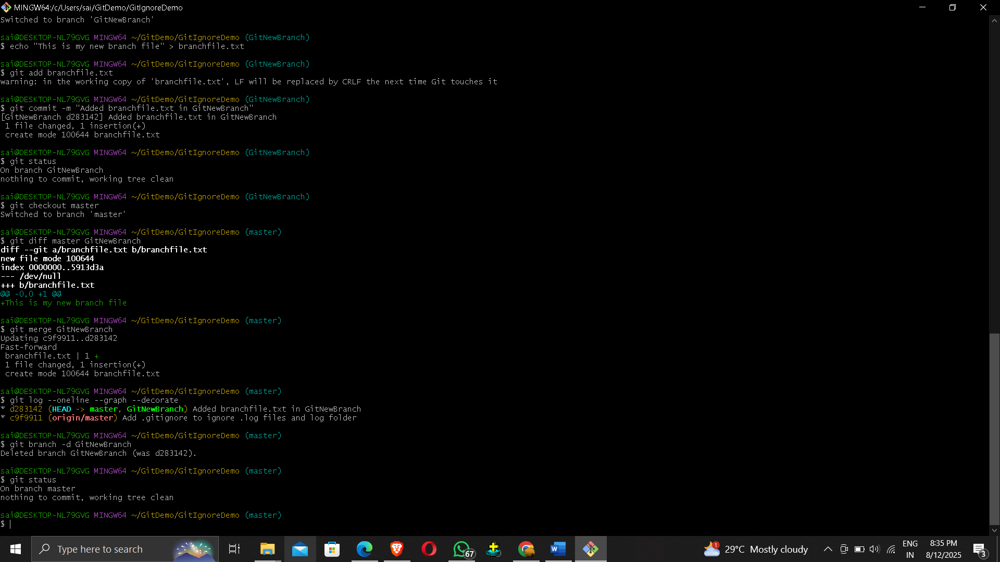 MINGW64:/c/Users/sai/GitDemo/GitIgnoreDemo
Switched to branch 'GitNewBranch'
sai@DESKTOP-NL79GVG MINGW64 ~/GitDemo/GitIgnoreDemo (GitNewBranch)
$ echo "This is my new branch file" > branchfile.txt
sai@DESKTOP-NL79GVG MINGW64 ~/GitDemo/GitIgnoreDemo (GitNewBranch)
$ git add branchfile.txt
warning: in the working copy of 'branchfile.txt', LF will be replaced by CRLF the next time Git touches it
sai@DESKTOP-NL79GVG MINGW64 ~/GitDemo/GitIgnoreDemo (GitNewBranch)
$ git commit -m "Added branchfile.txt in GitNewBranch"
[GitNewBranch d283142] Added branchfile.txt in GitNewBranch
 1 file changed, 1 insertion(+)
 create mode 100644 branchfile.txt
sai@DESKTOP-NL79GVG MINGW64 ~/GitDemo/GitIgnoreDemo (GitNewBranch)
$ git status
On branch GitNewBranch
nothing to commit, working tree clean
sai@DESKTOP-NL79GVG MINGW64 ~/GitDemo/GitIgnoreDemo (GitNewBranch)
$ git checkout master
Switched to branch 'master'
sai@DESKTOP-NL79GVG MINGW64 ~/GitDemo/GitIgnoreDemo (master)
$ git diff master GitNewBranch
diff --git a/branchfile.txt b/branchfile.txt
new file mode 100644
index 0000000..5913d3a
--- /dev/null
+++ b/branchfile.txt
@@ -0,0 +1 @@
+This is my new branch file
sai@DESKTOP-NL79GVG MINGW64 ~/GitDemo/GitIgnoreDemo (master)
$ git merge GitNewBranch
Updating c9f9911..d283142
Fast-forward
 branchfile.txt | 1 +
 1 file changed, 1 insertion(+)
 create mode 100644 branchfile.txt
sai@DESKTOP-NL79GVG MINGW64 ~/GitDemo/GitIgnoreDemo (master)
$ git log --oneline --graph --decorate
* d283142 (HEAD -> master, GitNewBranch) Added branchfile.txt in GitNewBranch
* c9f9911 (origin/master) Add .gitignore to ignore .log files and log folder
sai@DESKTOP-NL79GVG MINGW64 ~/GitDemo/GitIgnoreDemo (master)
$ git branch -d GitNewBranch
Deleted branch GitNewBranch (was d283142).
sai@DESKTOP-NL79GVG MINGW64 ~/GitDemo/GitIgnoreDemo (master)
$ git status
On branch master
nothing to commit, working tree clean
sai@DESKTOP-NL79GVG MINGW64 ~/GitDemo/GitIgnoreDemo (master)
$
Type here to search
67
1
29°C Mostly cloudy
ENG
IN
8:35 PM
8/12/2025
3